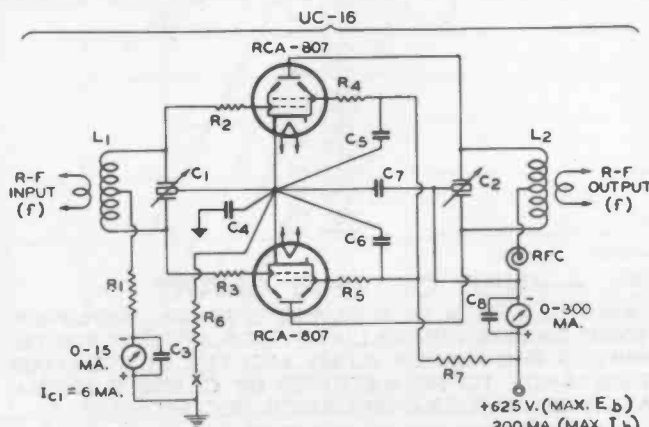 UC-16
RCA-807
R4
R2
C5
L1
L2
C7
R-F INPUT (f)
C1
C2
R-F OUTPUT (f)
C4
C6
RFC
R1
R3
R5
R6
C8
0-300 MA.
RCA-807
0-15 MA.
C3
R7
IC1 = 6 MA.
+625 V. (MAX. Eb)
200 MA. (MAX. Ib)